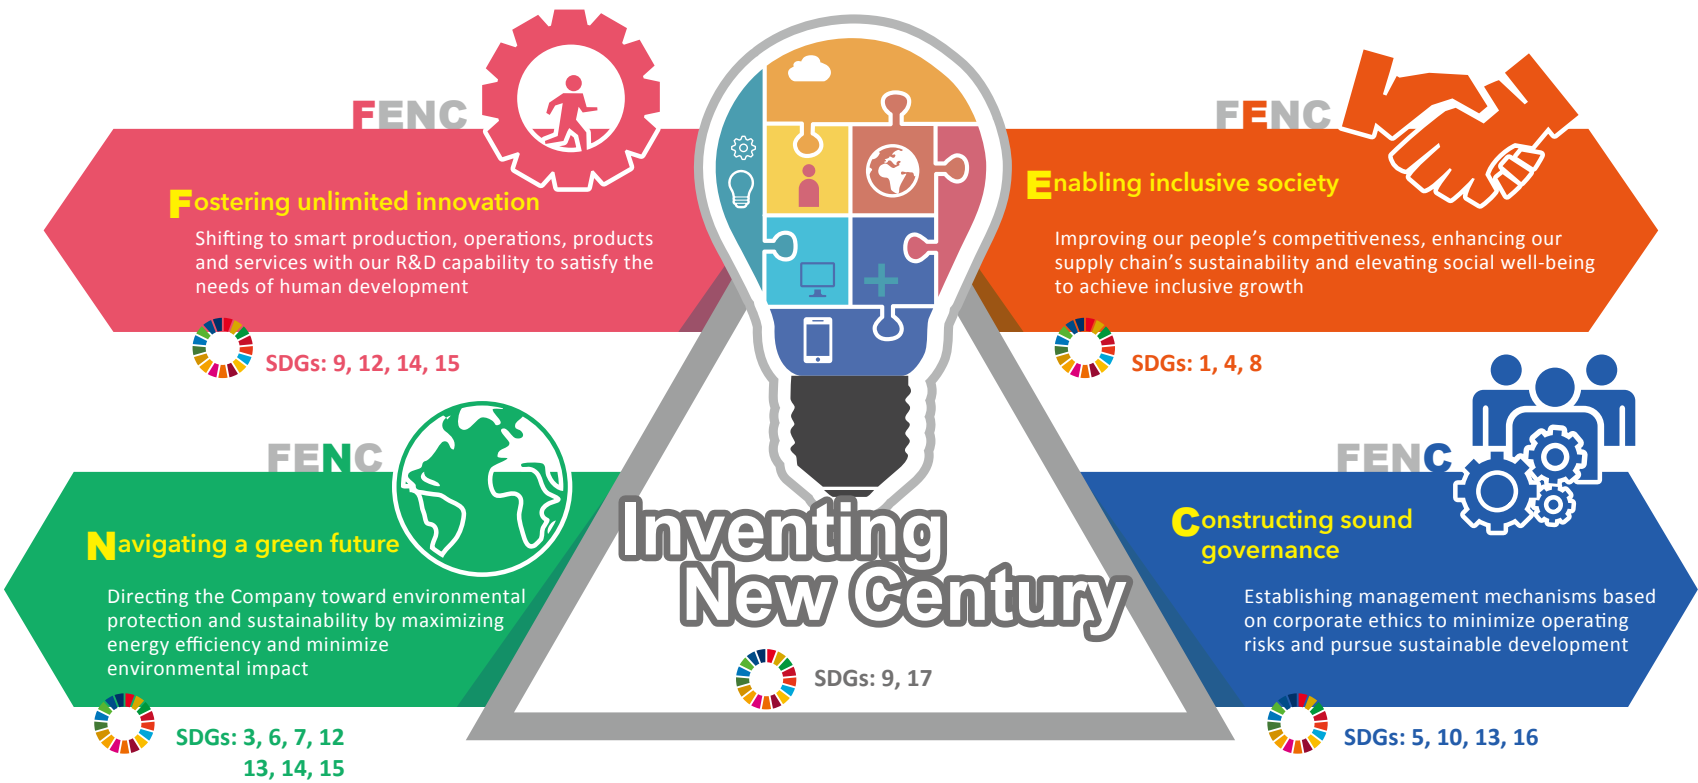 FENC
Fostering unlimited innovation
Shifting to smart production, operations, products
and services with our R&D capability to satisfy the
needs of human development
SDGs: 9, 12, 14, 15
FENC
Enabling inclusive society
Improving our people's competitiveness, enhancing our
supply chain's sustainability and elevating social well-being
to achieve inclusive growth
SDGs: 1, 4, 8
FENC
Navigating a green future
Directing the Company toward environmental
protection and sustainability by maximizing
energy efficiency and minimize
environmental impact
SDGs: 3, 6, 7, 12
13, 14, 15
Inventing
New Century
SDGs: 9, 17
FENC
Constructing sound
governance
Establishing management mechanisms based
on corporate ethics to minimize operating
risks and pursue sustainable development
SDGs: 5, 10, 13, 16